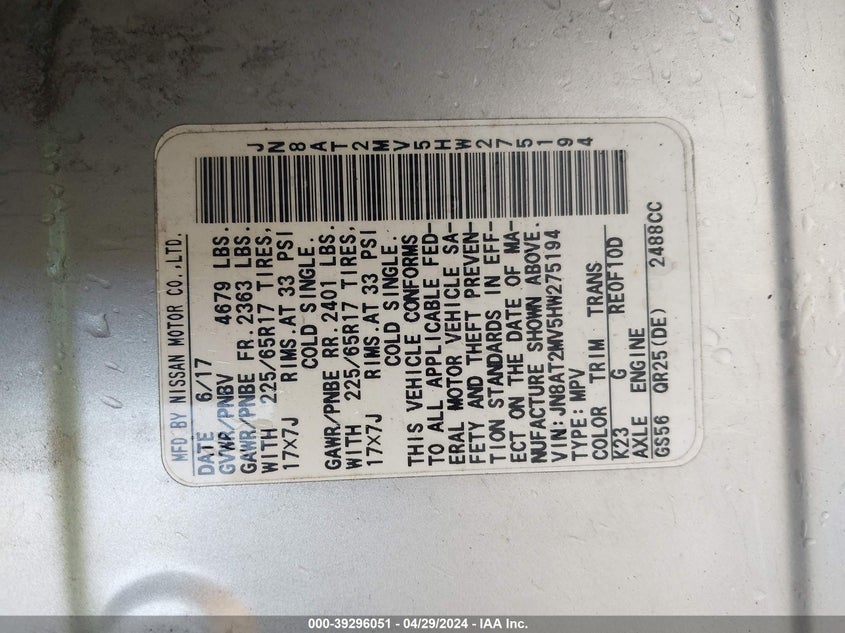 JN8AT2MV5HW275194
MFD BY NISSAN MOTOR CO.,LTD.
DATE 6/17
GVWR/PNBV 4679 LBS.
GAWR/PNBE FR. 2363 LBS.
WITH 225/65R17 TIRES,
17X7J RIMS.AT 33 PSI
COLD SINGLE.
GAWR/PNBE RR. 2401 LBS.
WITH 225/65R17 TIRES,
17X7J RIMS.AT 33 PSI
COLD SINGLE.
THIS VEHICLE CONFORMS
TO ALL APPLICABLE FED-
ERAL MOTOR VEHICLE SA-
FETY AND THEFT PREVEN-
TION STANDARDS IN EFF-
ECT ON THE DATE OF MA-
NUFACTURE SHOWN ABOVE.
VIN:JN8AT2MV5HW275194
TYPE:MPV
COLOR TRIM TRANS
K23 G RE0F10D
AXLE ENGINE
GS56 QR25(DE) 2488CC
000-39296051 - 04/29/2024 - IAA Inc.